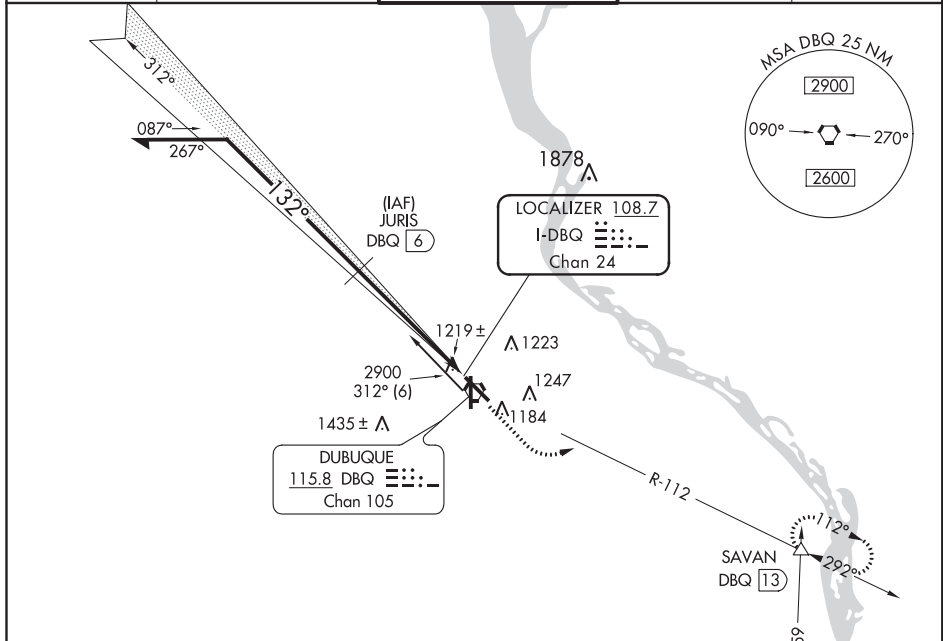 312°
087°
267°
132°
(IAF)
JURIS
DBQ 6
MSA DBQ 25 NM
2900
090°
270°
2600
1878
LOCALIZER 108.7
I-DBQ
Chan 24
1219 ±
1223
2900
312° (6)
1247
1184
1435 ±
DUBUQUE
115.8 DBQ
Chan 105
R-112
112°
292°
SAVAN
DBQ 13